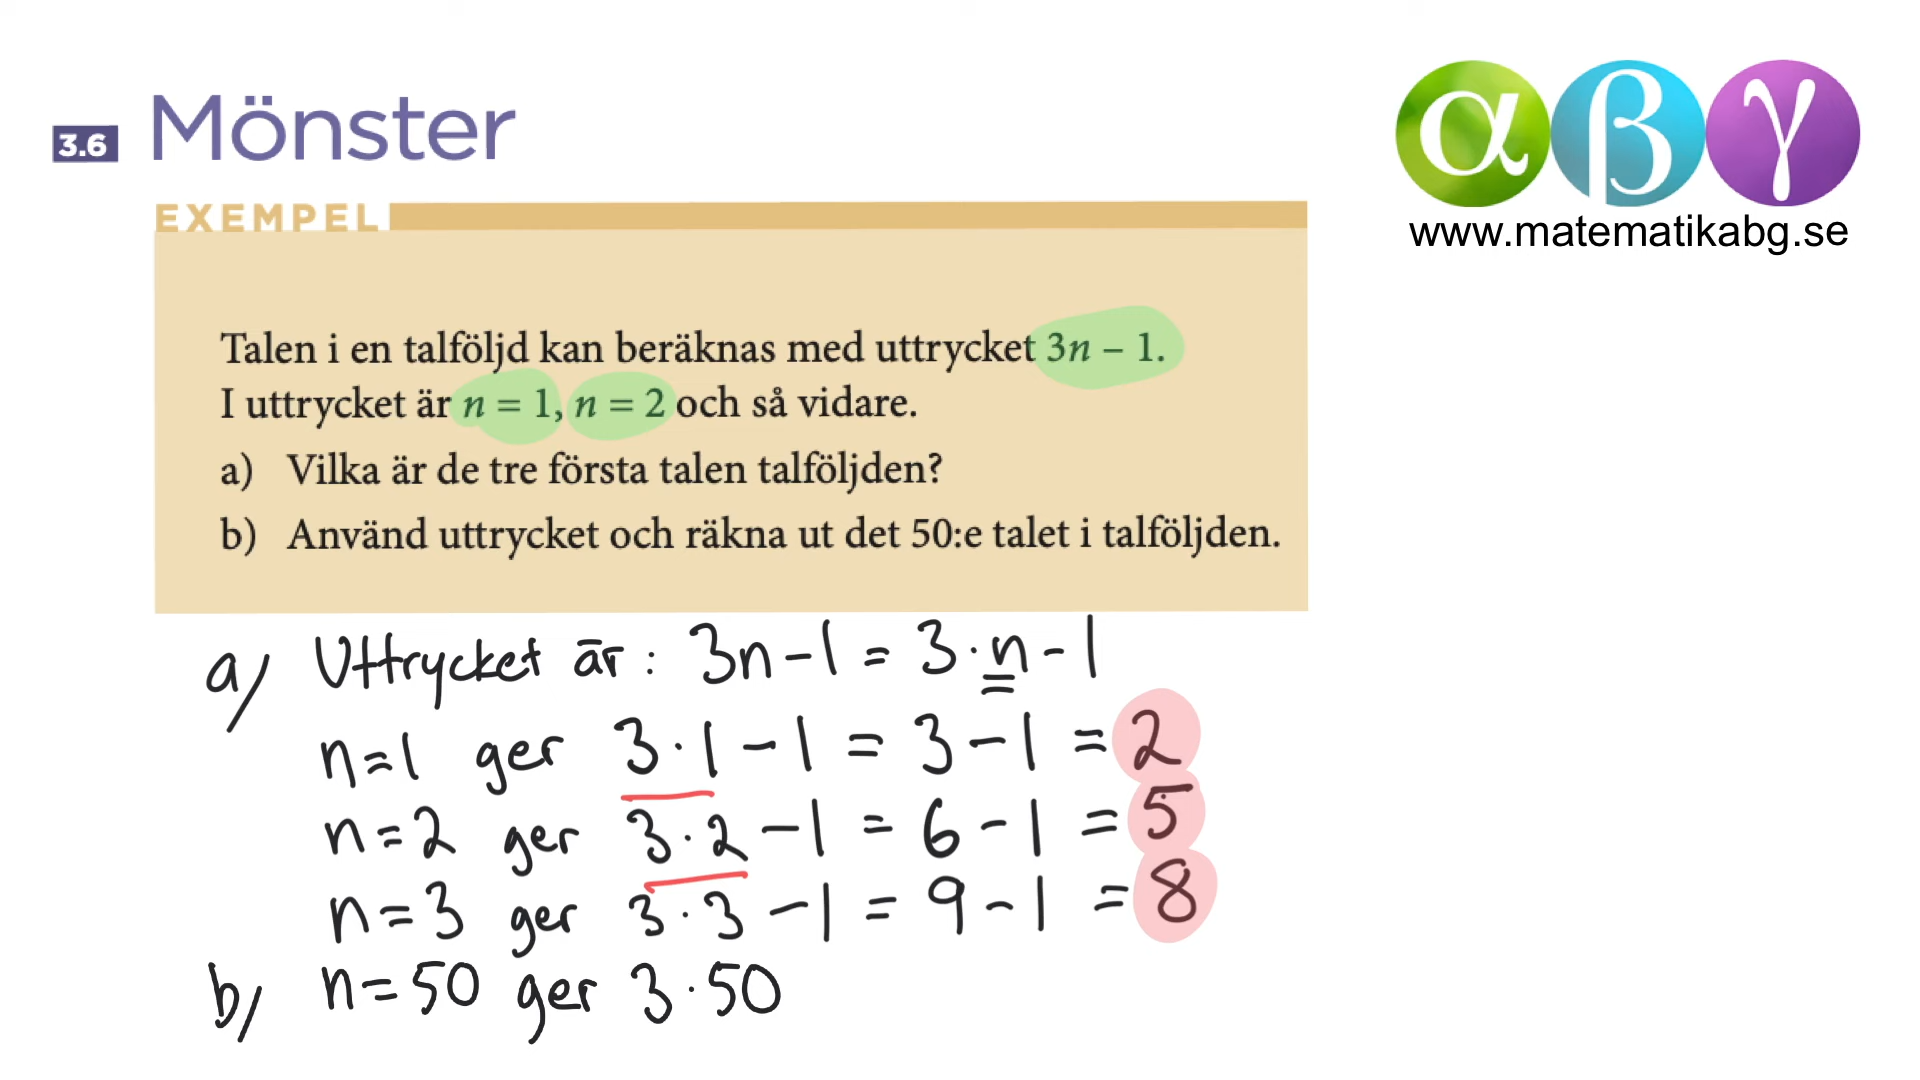 3.6 Mönster
α β γ
www.matematikabg.se
EXEMPEL
Talen i en talföljd kan beräknas med uttrycket 3n – 1.
I uttrycket är n = 1, n = 2 och så vidare.
a) Vilka är de tre första talen talföljden?
b) Använd uttrycket och räkna ut det 50:e talet i talföljden.
a/ Uttrycket är : 3n - 1 = 3 · n - 1
n=1 ger 3 · 1 - 1 = 3 - 1 = 2
n=2 ger 3 · 2 - 1 = 6 - 1 = 5
n=3 ger 3 · 3 - 1 = 9 - 1 = 8
b/ n=50 ger 3 · 50